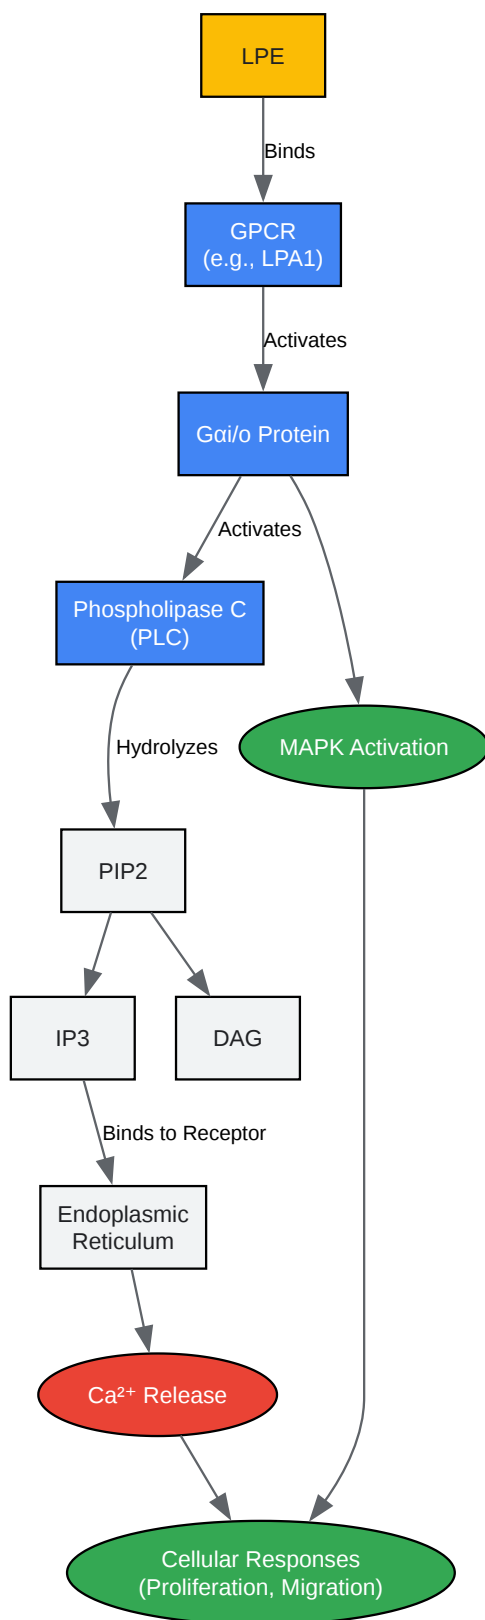 LPE
Binds
GPCR
(e.g., LPA1)
Activates
Gαi/o Protein
Activates
Phospholipase C
(PLC)
Hydrolyzes
MAPK Activation
PIP2
IP3
DAG
Binds to Receptor
Endoplasmic
Reticulum
Ca²⁺ Release
Cellular Responses
(Proliferation, Migration)